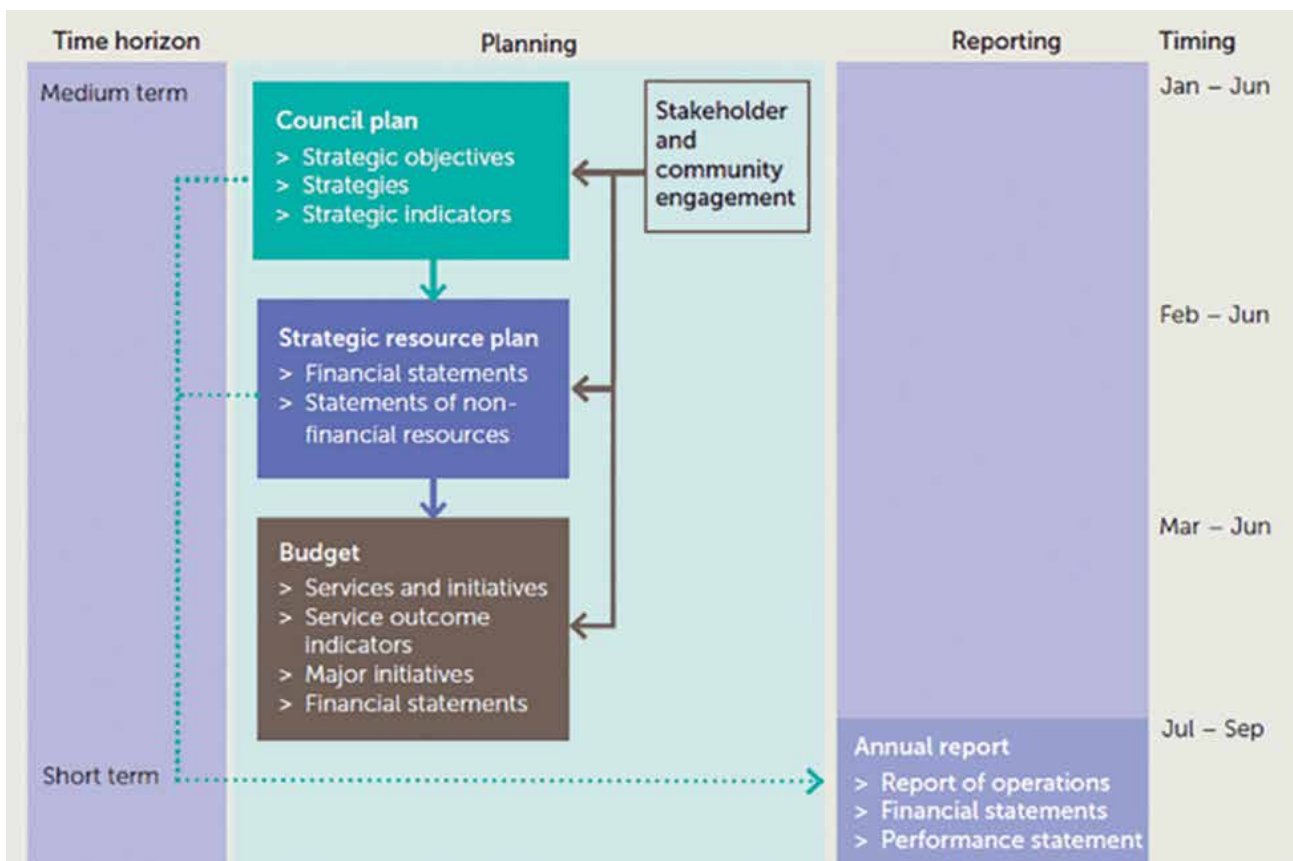 Time horizon
Planning
Reporting
Timing
Medium term
Council plan
> Strategic objectives
> Strategies
> Strategic indicators
Stakeholder
and
community
engagement
Jan – Jun
Strategic resource plan
> Financial statements
> Statements of non-
financial resources
Feb – Jun
Budget
> Services and initiatives
> Service outcome
indicators
> Major initiatives
> Financial statements
Mar – Jun
Short term
Annual report
> Report of operations
> Financial statements
> Performance statement
Jul – Sep